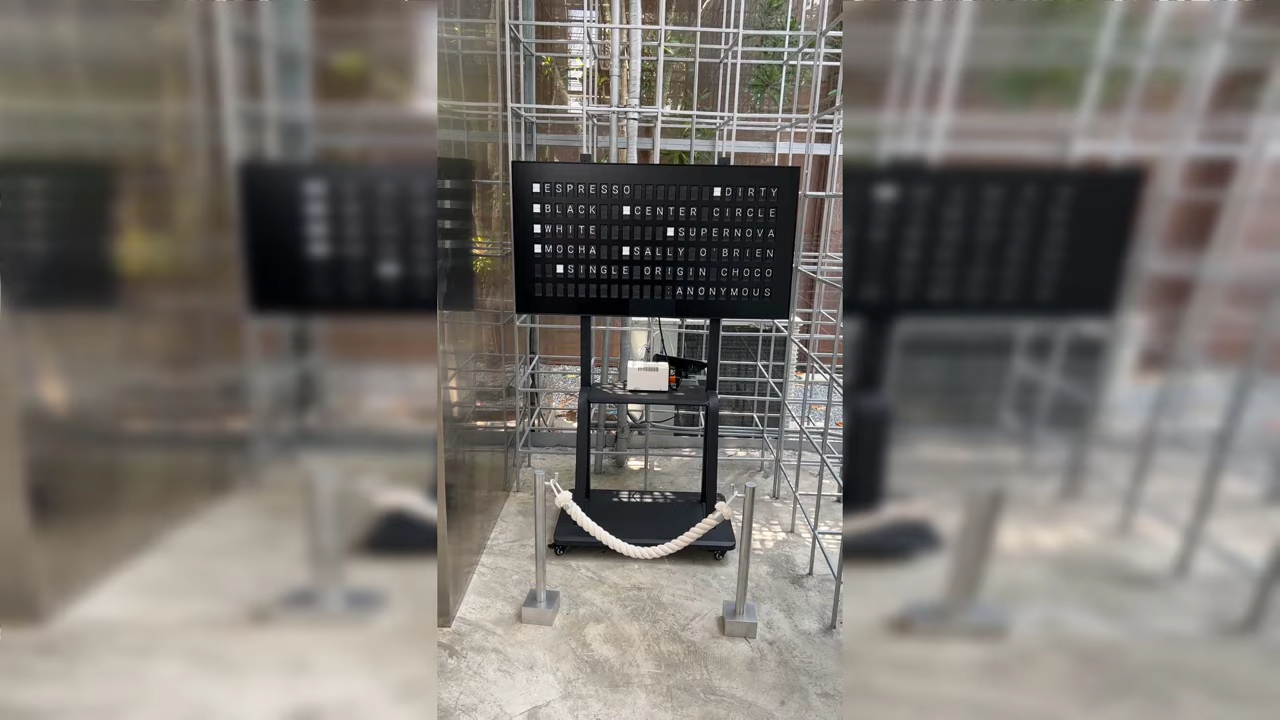 ESPRESSO DIRTY
BLACK CENTER CIRCLE
WHITE SUPERNOVA
MOCHA SALLY O'BRIEN
SINGLE ORIGIN CHOCO
:ANONYMOUS